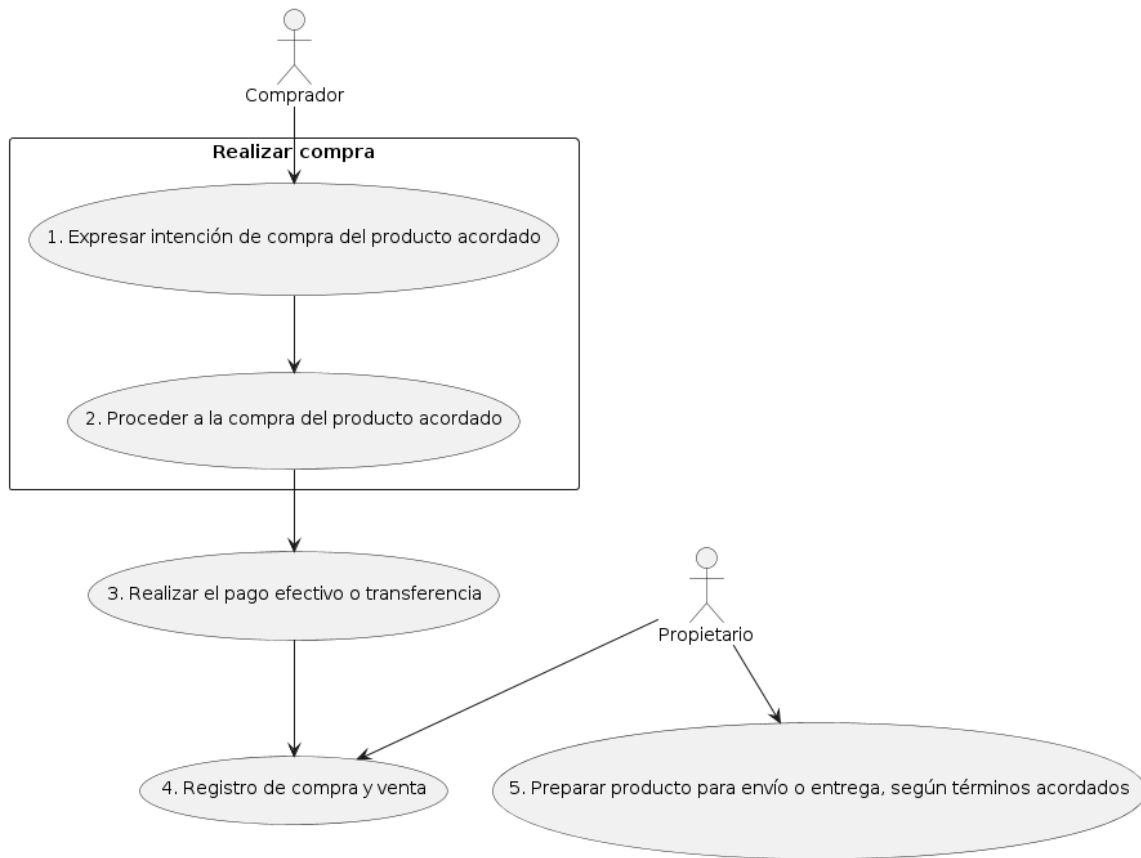 Comprador
Realizar compra
1. Expresar intención de compra del producto acordado
2. Proceder a la compra del producto acordado
3. Realizar el pago efectivo o transferencia
Propietario
4. Registro de compra y venta
5. Preparar producto para envío o entrega, según términos acordados